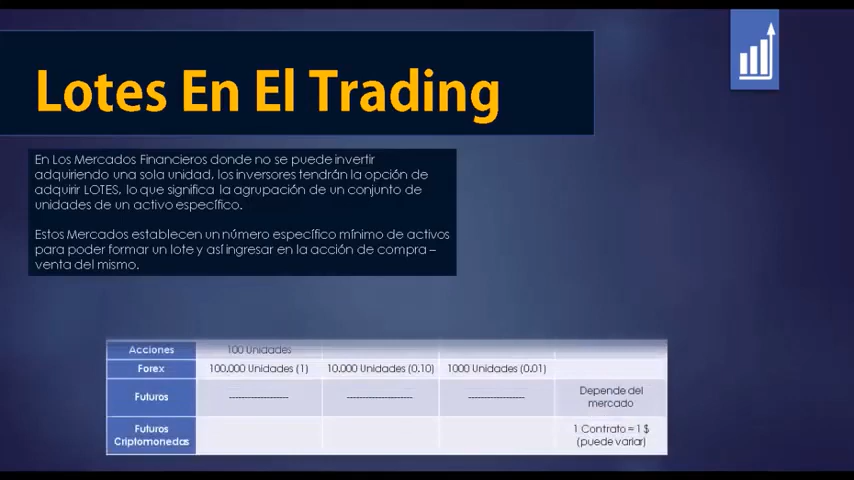 Lotes En El Trading
En Los Mercados Financieros donde no se puede invertir
adquiriendo una sola unidad, los inversores tendrán la opción de
adquirir LOTES, lo que significa la agrupación de un conjunto de
unidades de un activo específico.
Estos Mercados establecen un número específico mínimo de activos
para poder formar un lote y así ingresar en la acción de compra –
venta del mismo.
Acciones 100 Unidades
Forex 100.000 Unidades (1) 10.000 Unidades (0.10) 1000 Unidades (0.01)
Futuros ------------------- --------------------- ------------------ Depende del
mercado
Futuros
Criptomonedas
1 Contrato = 1 $
(puede variar)